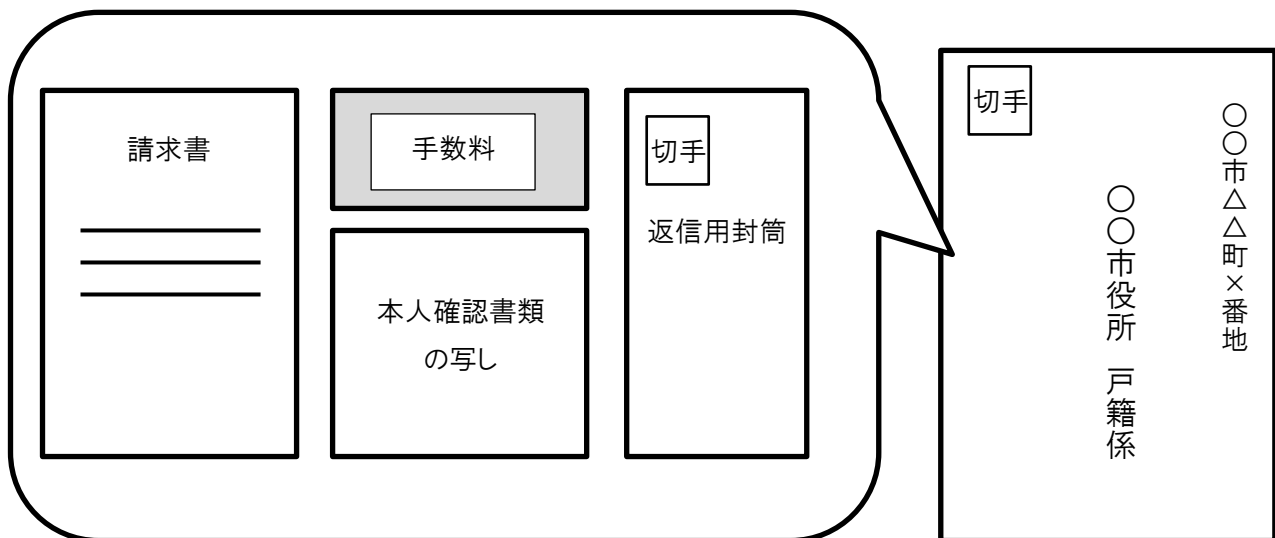 請求書
手数料
本人確認書類
の写し
切手
返信用封筒
切手
〇〇市△△町×番地
〇〇市役所 戸籍係